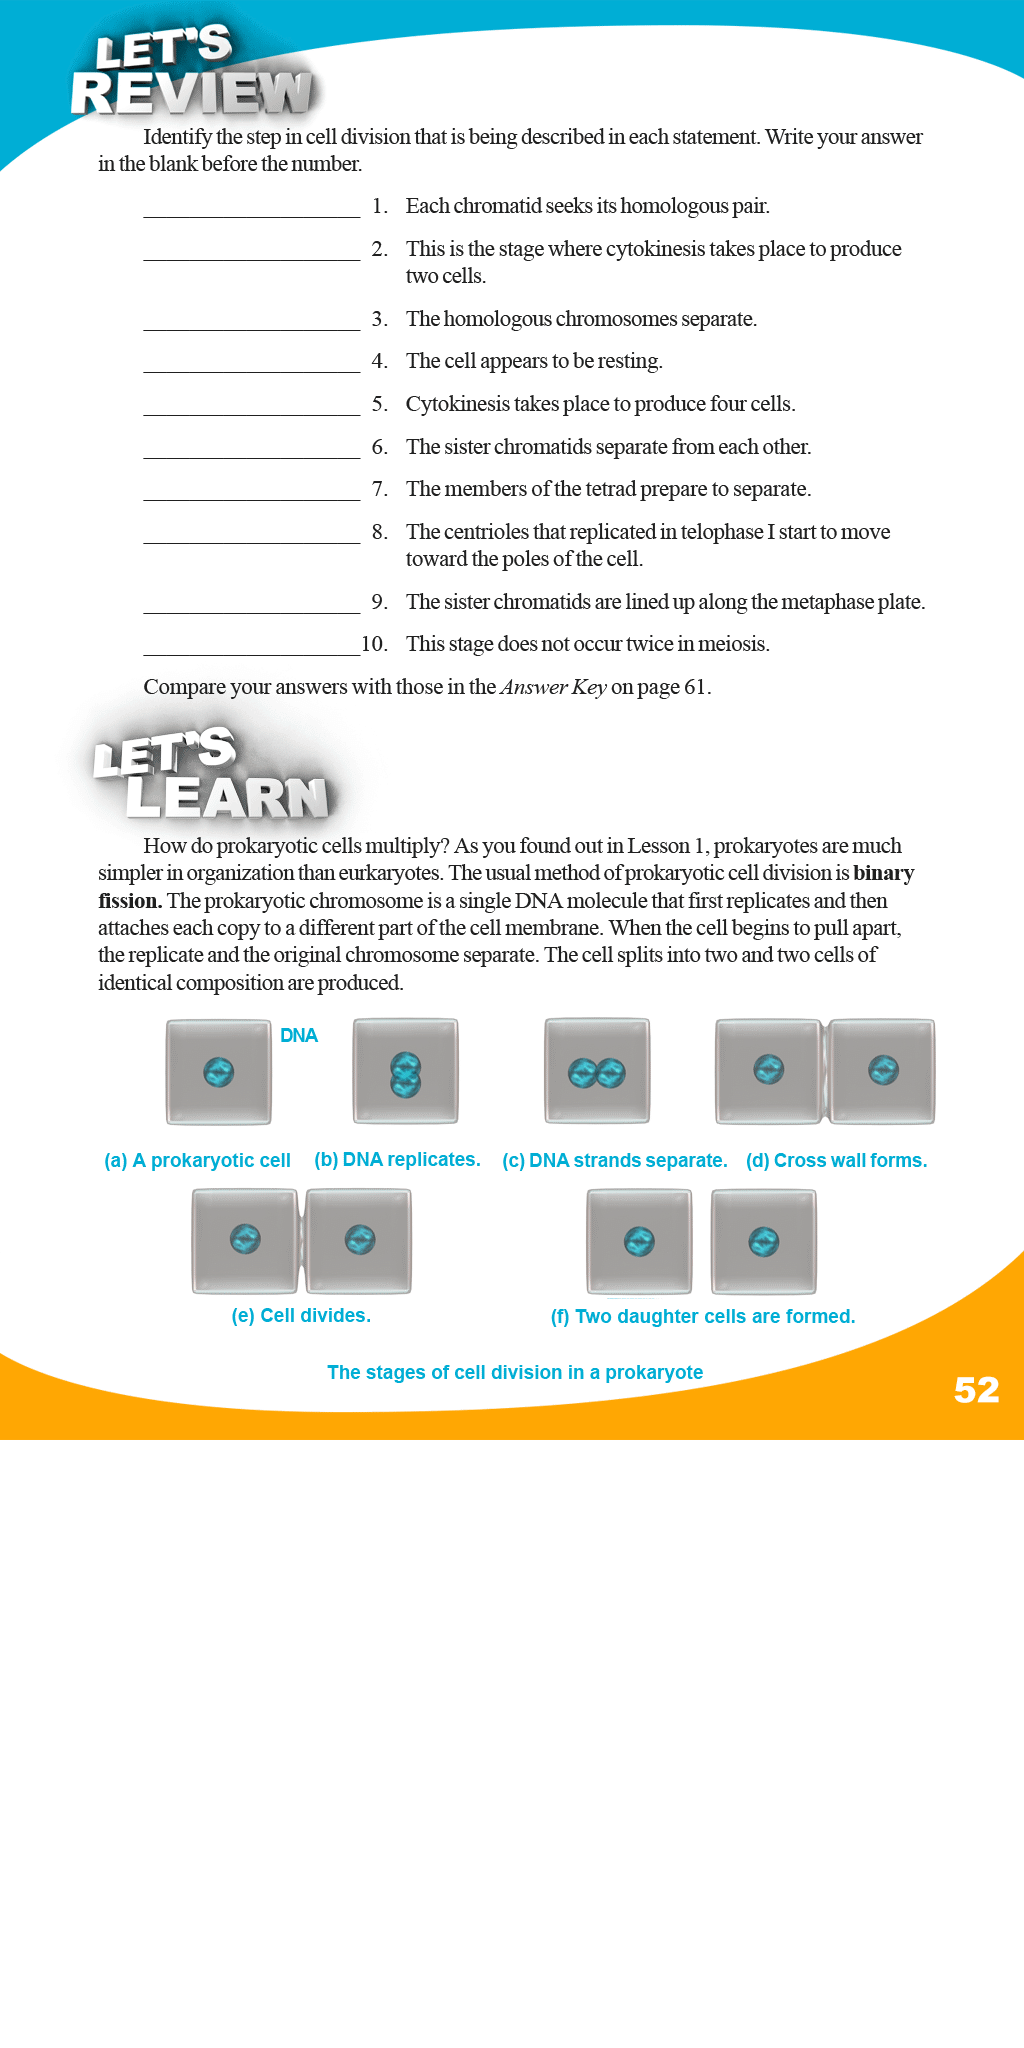 LET'S
REVIEW
Identify the step in cell division that is being described in each statement. Write your answer
in the blank before the number.
____________________ 1. Each chromatid seeks its homologous pair.
____________________ 2. This is the stage where cytokinesis takes place to produce
two cells.
____________________ 3. The homologous chromosomes separate.
____________________ 4. The cell appears to be resting.
____________________ 5. Cytokinesis takes place to produce four cells.
____________________ 6. The sister chromatids separate from each other.
____________________ 7. The members of the tetrad prepare to separate.
____________________ 8. The centrioles that replicated in telophase I start to move
toward the poles of the cell.
____________________ 9. The sister chromatids are lined up along the metaphase plate.
____________________10. This stage does not occur twice in meiosis.
Compare your answers with those in the Answer Key on page 61.
LET'S
LEARN
How do prokaryotic cells multiply? As you found out in Lesson 1, prokaryotes are much
simpler in organization than eurkaryotes. The usual method of prokaryotic cell division is binary
fission. The prokaryotic chromosome is a single DNA molecule that first replicates and then
attaches each copy to a different part of the cell membrane. When the cell begins to pull apart,
the replicate and the original chromosome separate. The cell splits into two and two cells of
identical composition are produced.
DNA
(a) A prokaryotic cell (b) DNA replicates. (c) DNA strands separate. (d) Cross wall forms.
(e) Cell divides. (f) Two daughter cells are formed.
The stages of cell division in a prokaryote
52